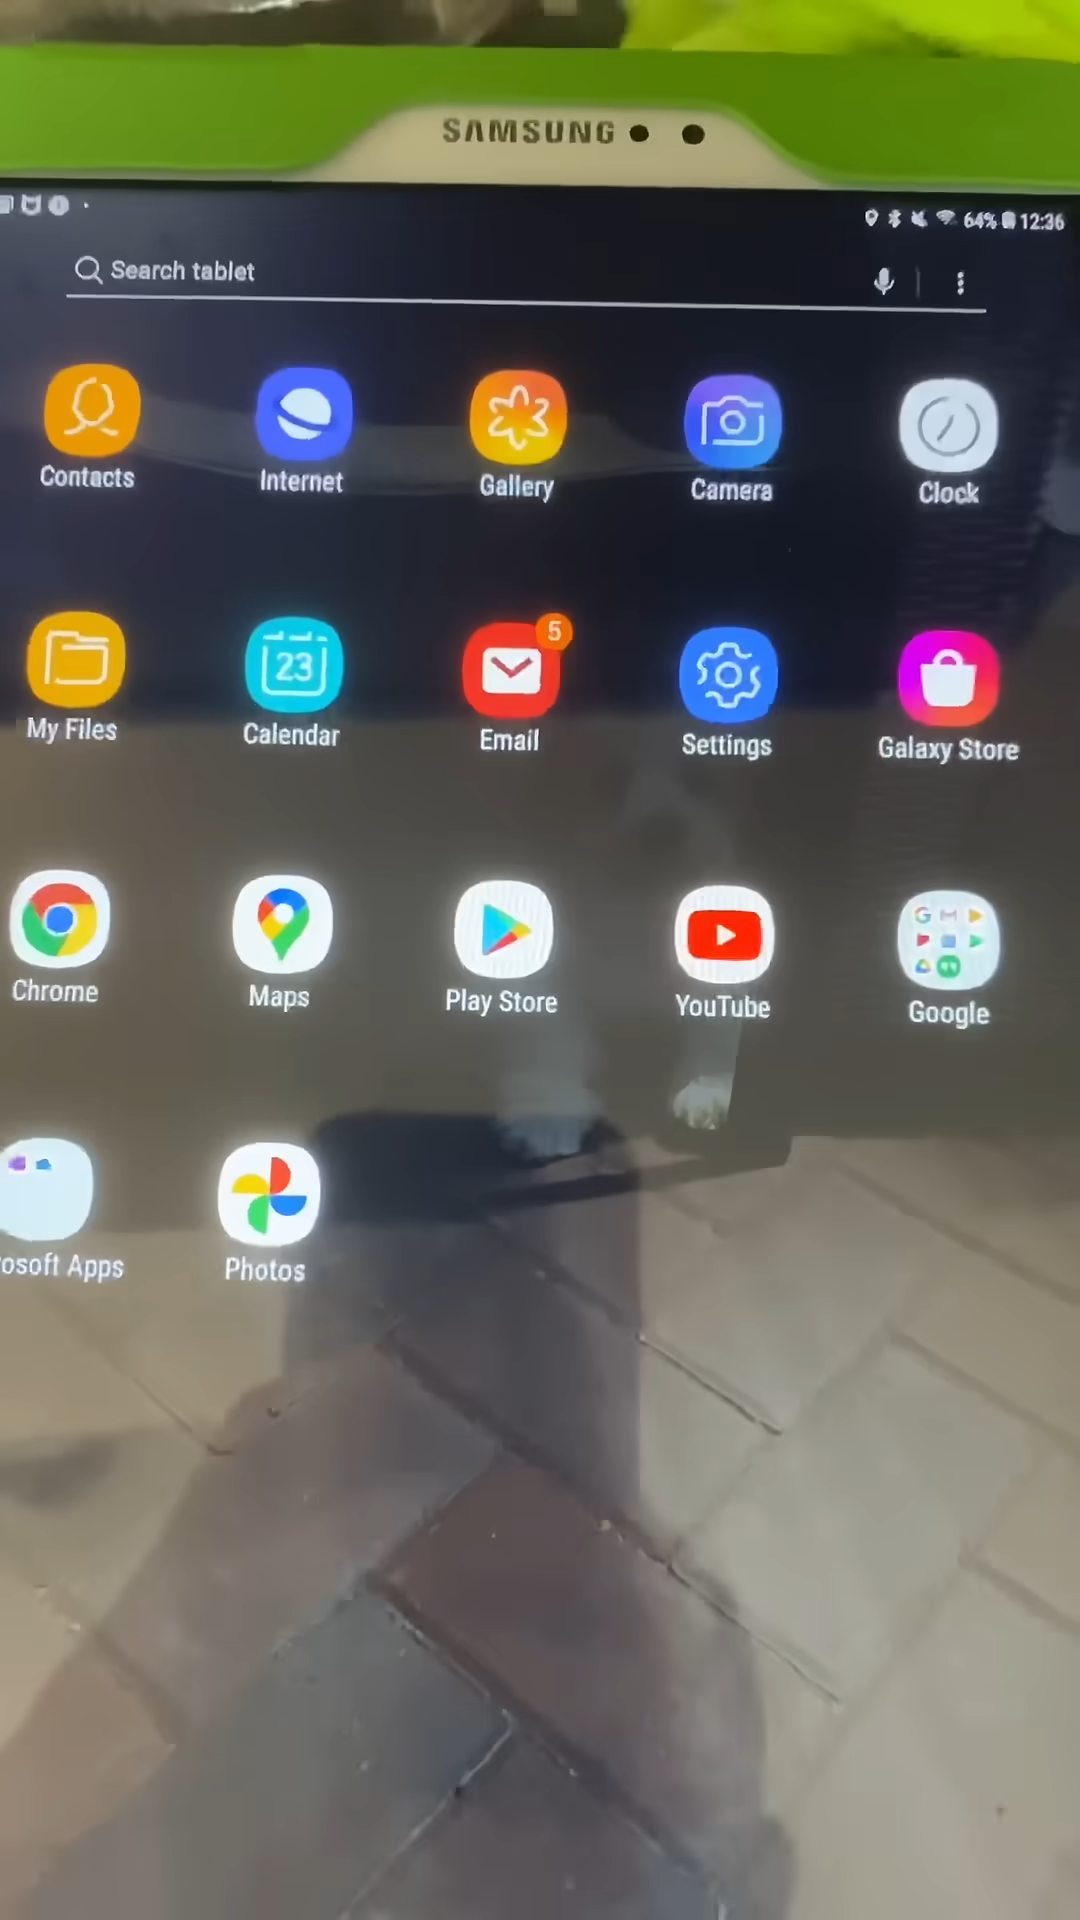 SAMSUNG
64% 12:36
Search tablet
Contacts Internet Gallery Camera Clock
23 5
My Files Calendar Email Settings Galaxy Store
Chrome Maps Play Store YouTube Google
osoft Apps Photos